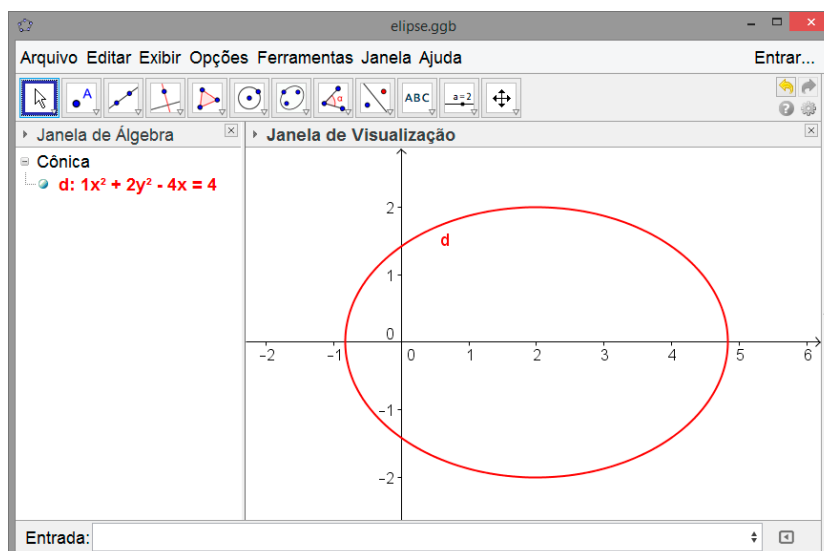 elipse.ggb
Arquivo Editar Exibir Opções Ferramentas Janela Ajuda Entrar...
A α ABC a=2
Janela de Álgebra
Janela de Visualização
Cônica
d: 1x² + 2y² - 4x = 4
2
d
1
0
-2 -1 0 1 2 3 4 5 6
-1
-2
Entrada: